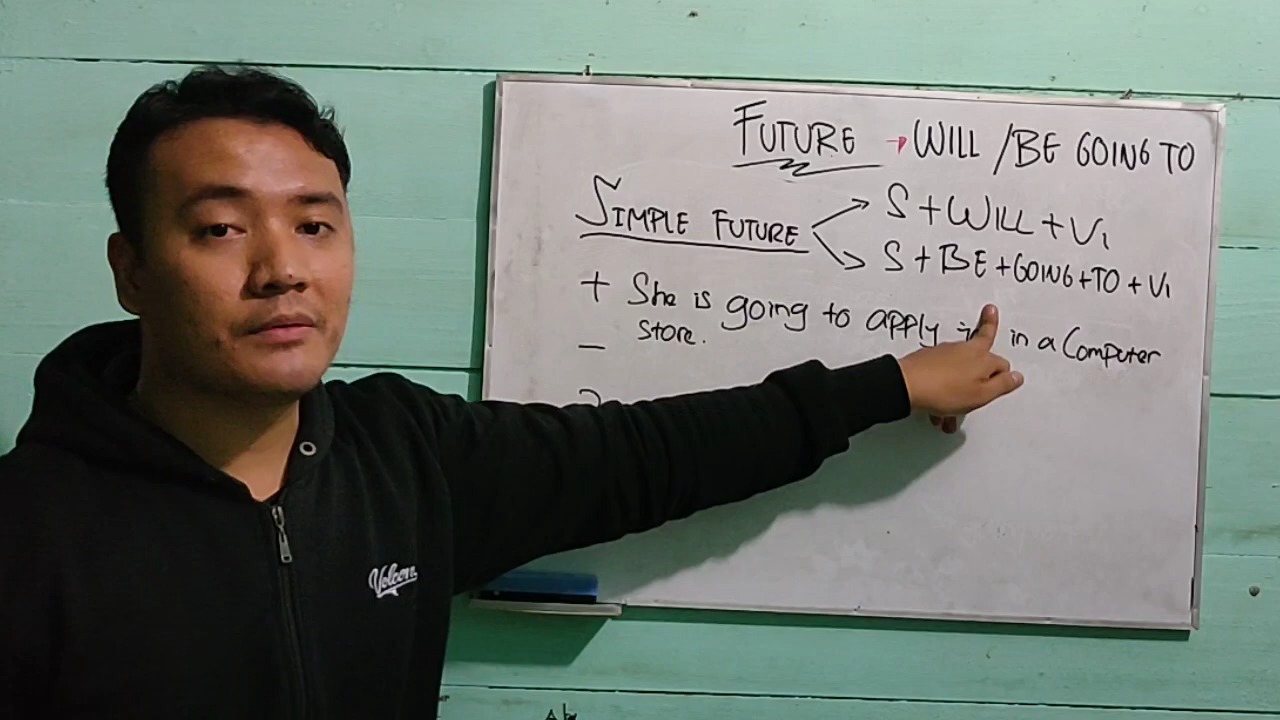 FUTURE → WILL / BE GOING TO
SIMPLE FUTURE
S + WILL + V1
S + BE + GOING + TO + V1
+ She is going to apply in a Computer
Store.
−
Volcom